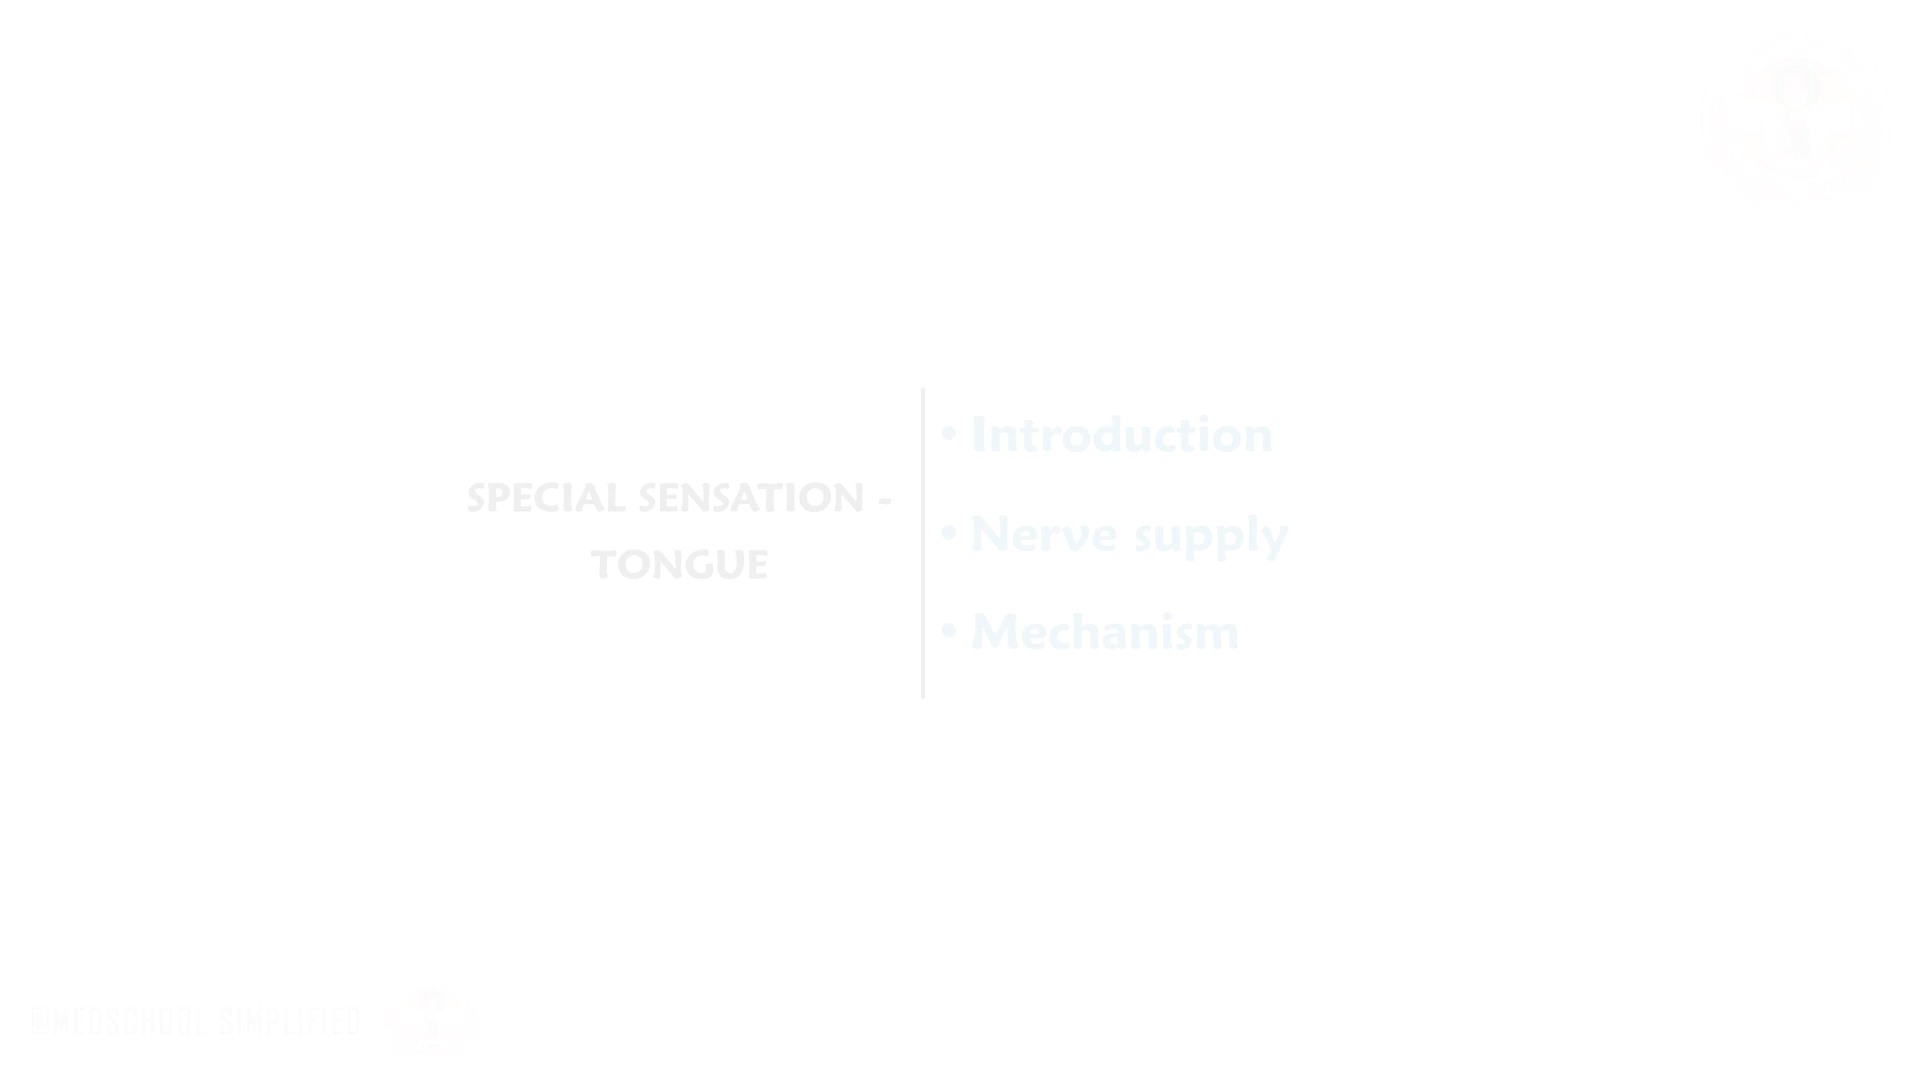 SPECIAL SENSATION -
TONGUE
• Introduction
• Nerve supply
• Mechanism
@MEDSCHOOL SIMPLIFIED